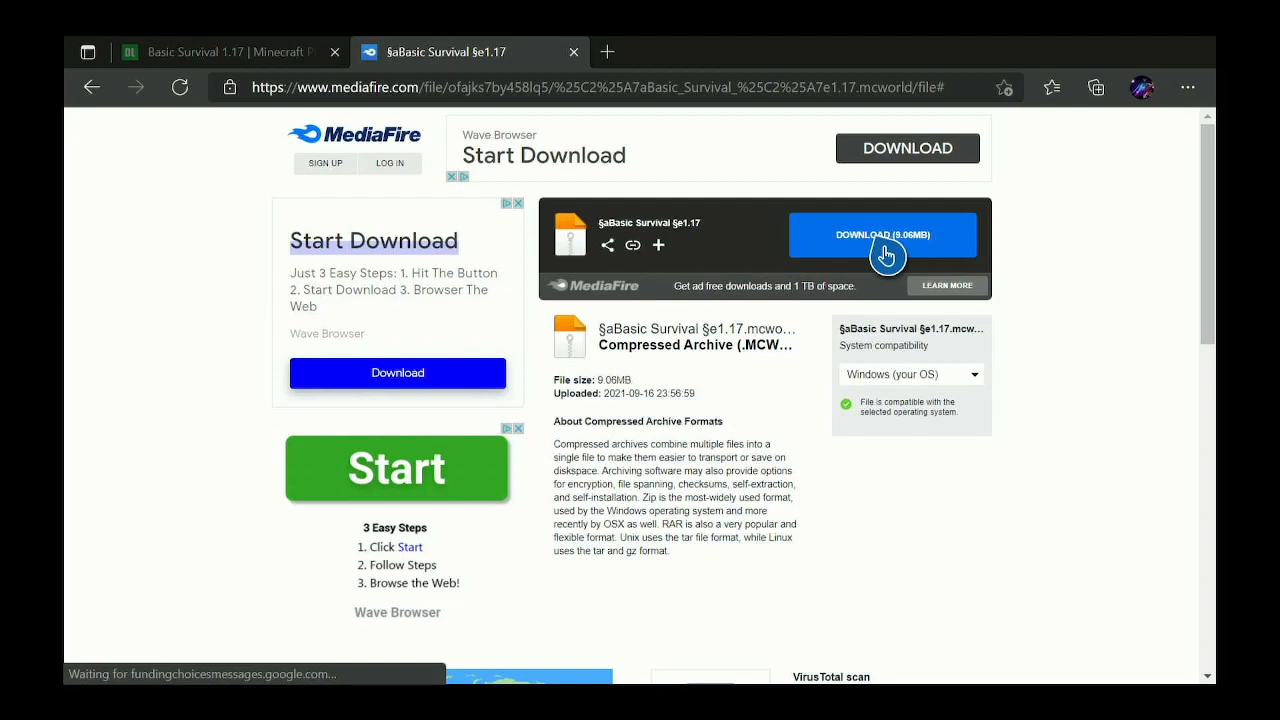 Basic Survival 1.17 | Minecraft P
§aBasic Survival §e1.17
https://www.mediafire.com/file/ofajks7by458lq5/%25C2%25A7aBasic_Survival_%25C2%25A7e1.17.mcworld/file#
MediaFire
SIGN UP
LOG IN
Wave Browser
Start Download
DOWNLOAD
Start Download
Just 3 Easy Steps: 1. Hit The Button
2. Start Download 3. Browser The
Web
Wave Browser
Download
§aBasic Survival §e1.17
DOWNLOAD (9.06MB)
MediaFire
Get ad free downloads and 1 TB of space.
LEARN MORE
§aBasic Survival §e1.17.mcwo...
Compressed Archive (.MCW...
File size: 9.06MB
Uploaded: 2021-09-16 23:56:59
About Compressed Archive Formats
Compressed archives combine multiple files into a
single file to make them easier to transport or save on
diskspace. Archiving software may also provide options
for encryption, file spanning, checksums, self-extraction,
and self-installation. Zip is the most-widely used format,
used by the Windows operating system and more
recently by OSX as well. RAR is also a very popular and
flexible format. Unix uses the tar file format, while Linux
uses the tar and gz format.
§aBasic Survival §e1.17.mcw...
System compatibility
Windows (your OS)
File is compatible with the
selected operating system.
Start
3 Easy Steps
1. Click Start
2. Follow Steps
3. Browse the Web!
Wave Browser
VirusTotal scan
Waiting for fundingchoicesmessages.google.com...